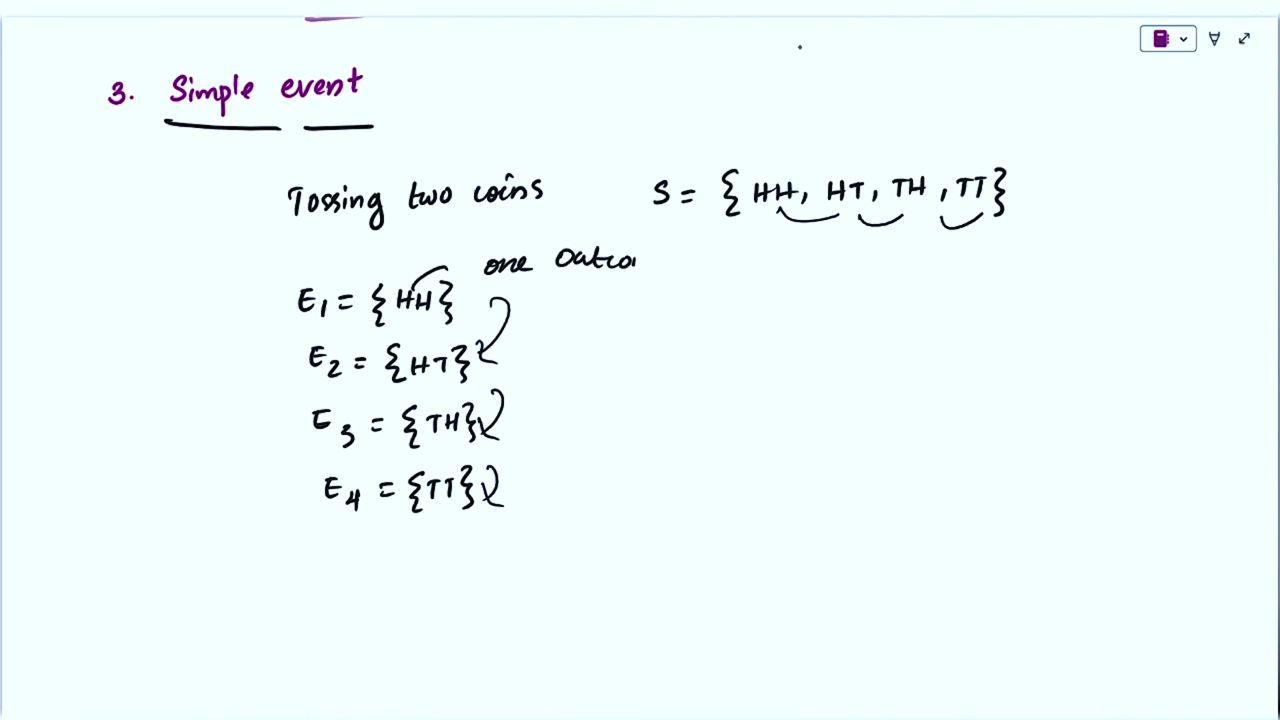 3. Simple event
Tossing two coins S = { HH, HT, TH, TT}
one Outco
E1 = {HH}
E2 = {HT}
E3 = {TH}
E4 = {TT}